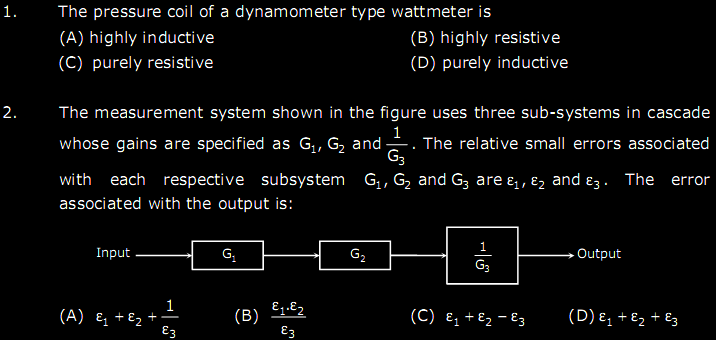 1. The pressure coil of a dynamometer type wattmeter is
(A) highly inductive (B) highly resistive
(C) purely resistive (D) purely inductive
2. The measurement system shown in the figure uses three sub-systems in cascade
whose gains are specified as G₁, G₂ and 1/G₃. The relative small errors associated
with each respective subsystem G₁, G₂ and G₃ are ε₁, ε₂ and ε₃. The error
associated with the output is:
Input G₁ G₂ 1/G₃ Output
(A) ε₁ + ε₂ + 1/ε₃ (B) ε₁.ε₂/ε₃ (C) ε₁ + ε₂ − ε₃ (D) ε₁ + ε₂ + ε₃